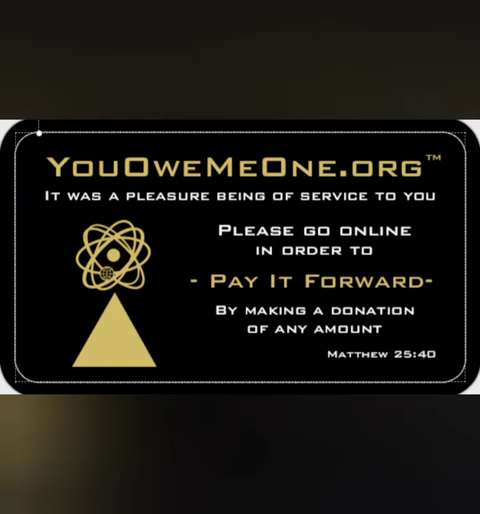 YouOweMeOne.org™
It was a pleasure being of service to you
Please go online
in order to
- Pay It Forward-
By making a donation
of any amount
Matthew 25:40